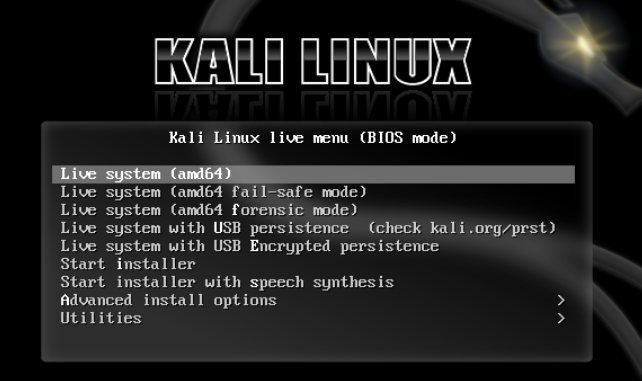 KALI LINUX
Kali Linux live menu (BIOS mode)
Live system (amd64)
Live system (amd64 fail-safe mode)
Live system (amd64 forensic mode)
Live system with USB persistence  (check kali.org/prst)
Live system with USB Encrypted persistence
Start installer
Start installer with speech synthesis
Advanced install options >
Utilities >